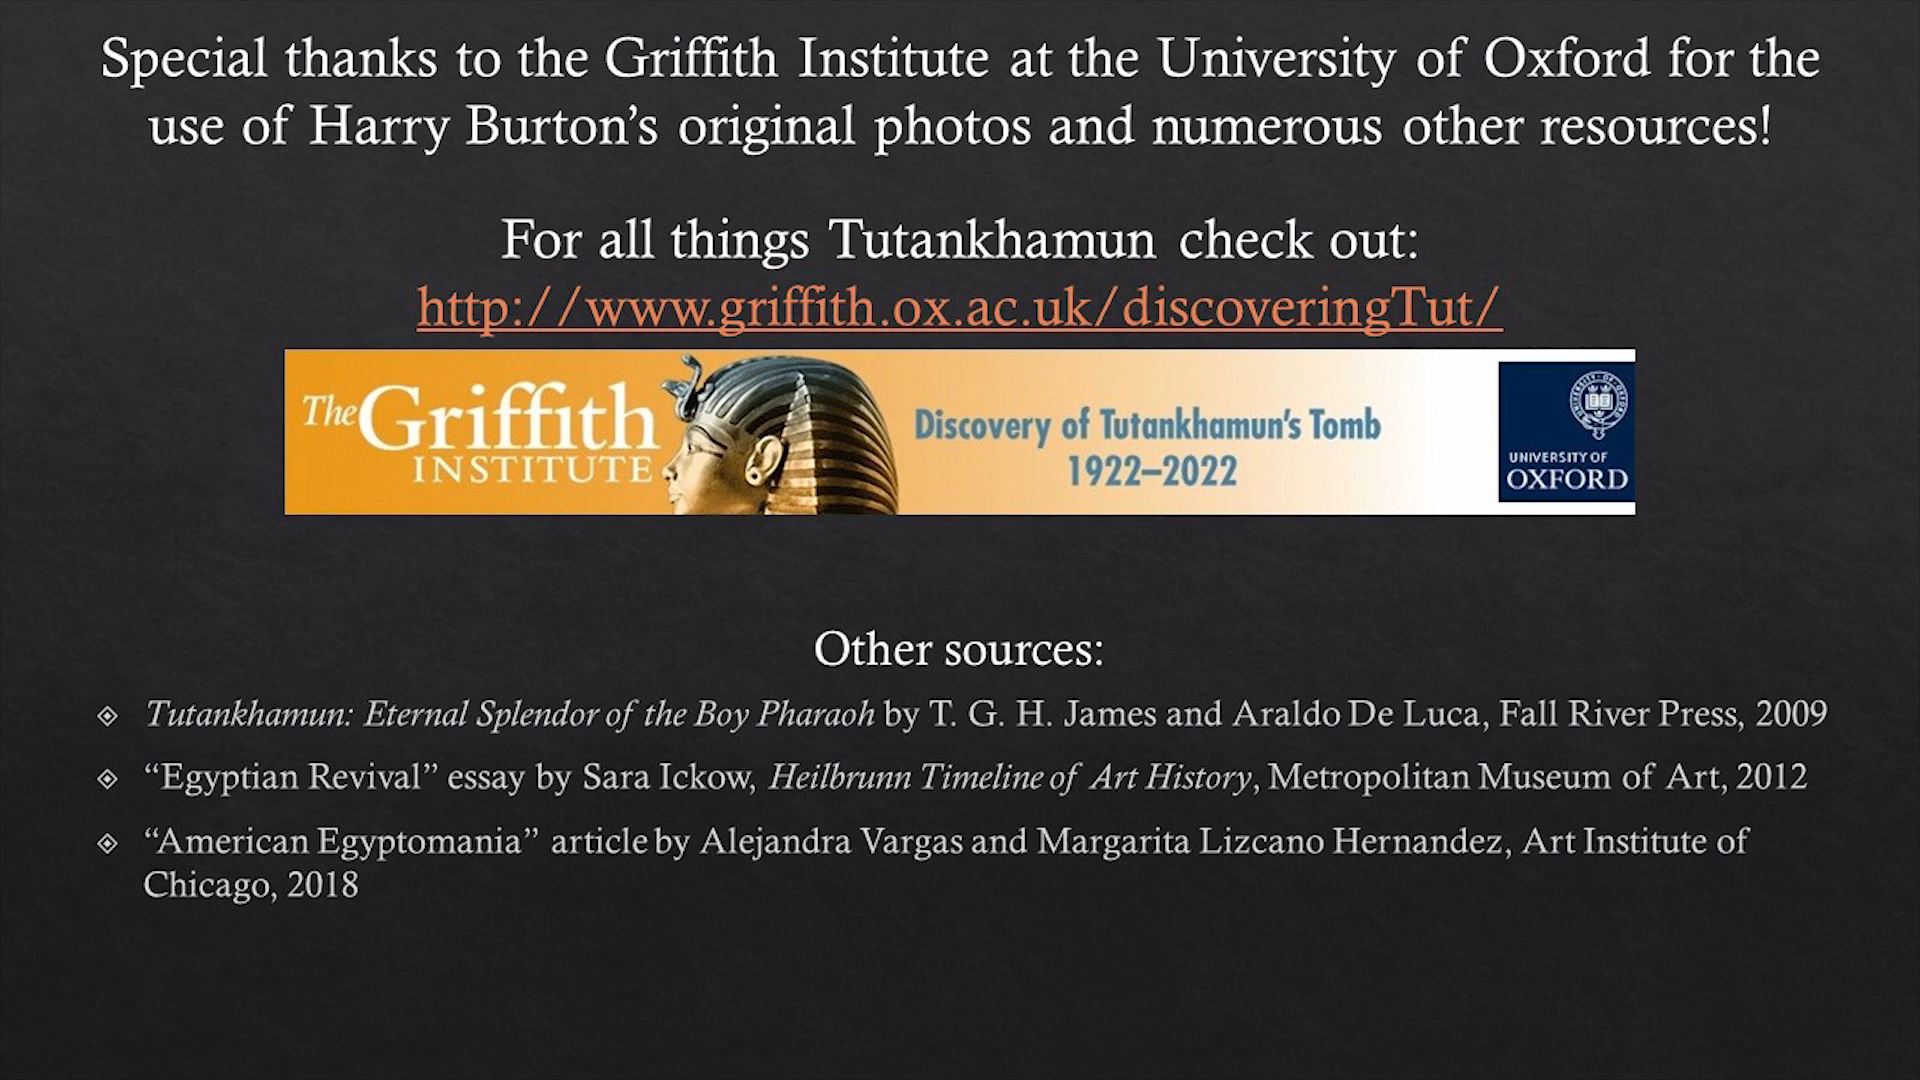 Special thanks to the Griffith Institute at the University of Oxford for the
use of Harry Burton’s original photos and numerous other resources!
For all things Tutankhamun check out:
http://www.griffith.ox.ac.uk/discoveringTut/
The Griffith
INSTITUTE
Discovery of Tutankhamun's Tomb
1922–2022
UNIVERSITY OF
OXFORD
Other sources:
Tutankhamun: Eternal Splendor of the Boy Pharaoh by T. G. H. James and Araldo De Luca, Fall River Press, 2009
“Egyptian Revival” essay by Sara Ickow, Heilbrunn Timeline of Art History, Metropolitan Museum of Art, 2012
“American Egyptomania” article by Alejandra Vargas and Margarita Lizcano Hernandez, Art Institute of
Chicago, 2018